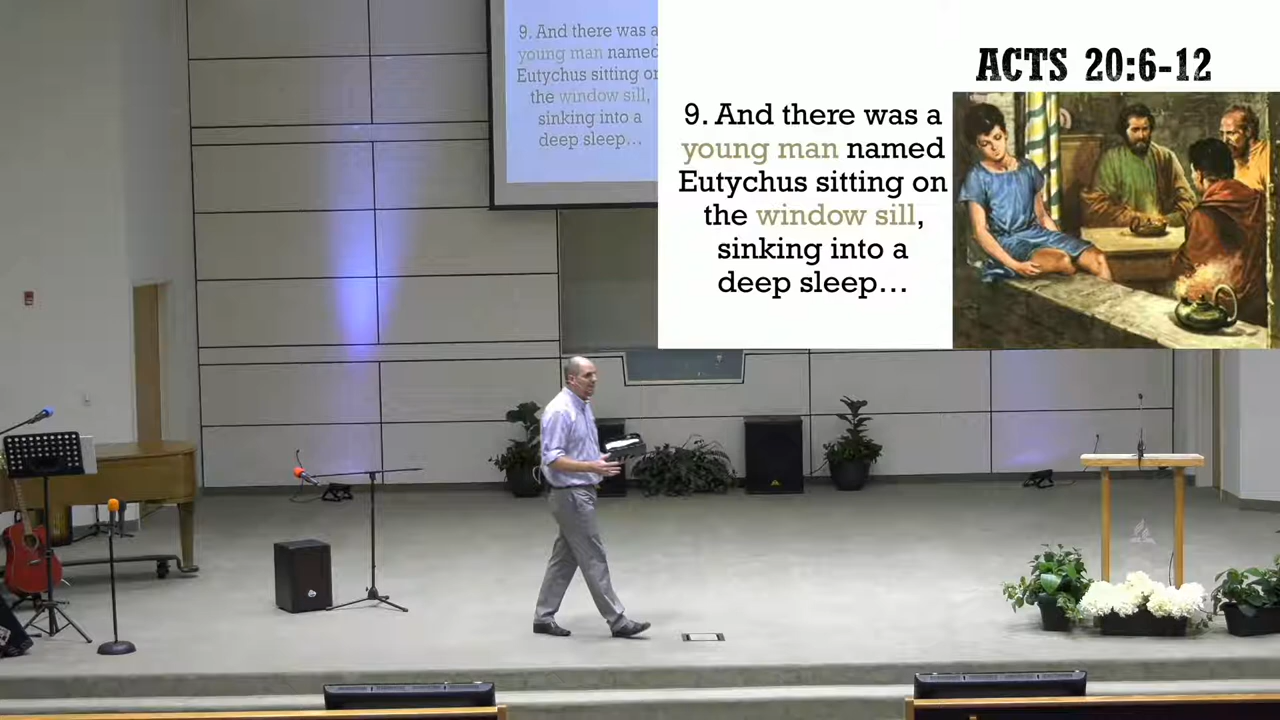 9. And there was a
young man named
Eutychus sitting or
the window sill,
sinking into a
deep sleep...
ACTS 20:6-12
9. And there was a
young man named
Eutychus sitting on
the window sill,
sinking into a
deep sleep...